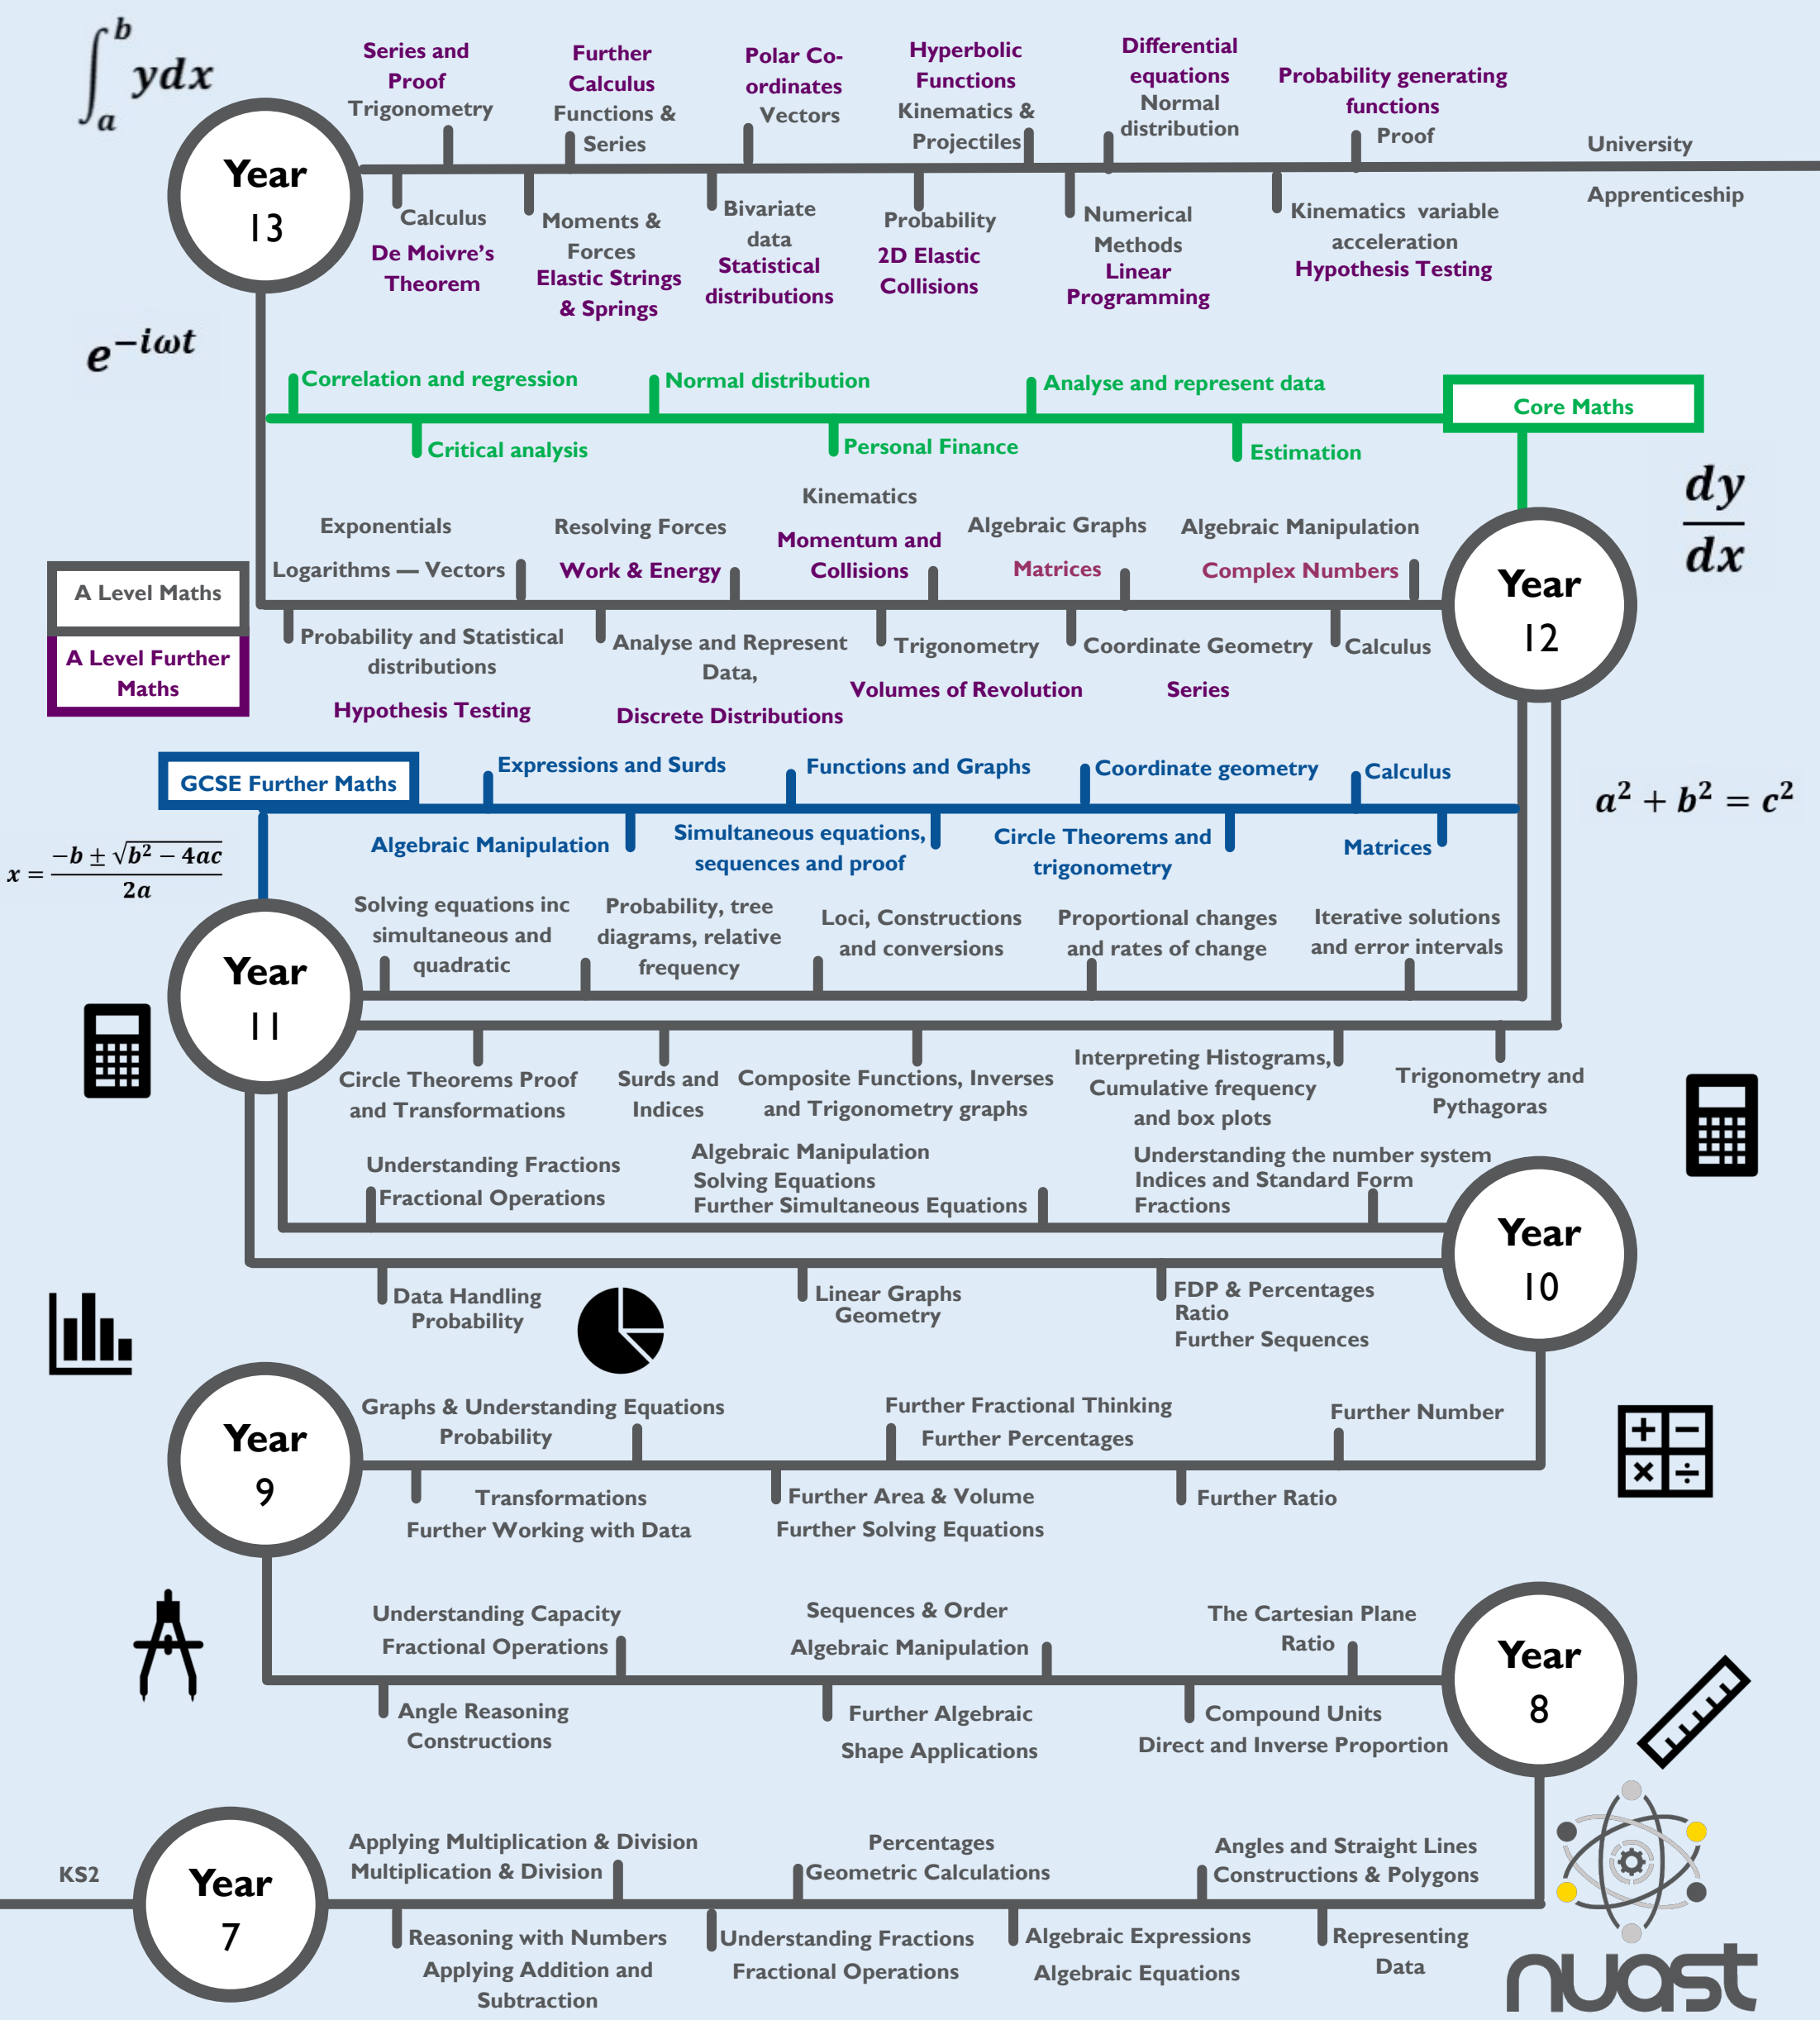 ∫ₐᵇ ydx
Series and
Proof
Trigonometry
Further
Calculus
Functions &
Series
Polar Co-
ordinates
Vectors
Hyperbolic
Functions
Kinematics &
Projectiles
Differential
equations
Normal
distribution
Probability generating
functions
Proof
University
Apprenticeship
Year
13
Calculus
De Moivre's
Theorem
Moments &
Forces
Elastic Strings
& Springs
Bivariate
data
Statistical
distributions
Probability
2D Elastic
Collisions
Numerical
Methods
Linear
Programming
Kinematics variable
acceleration
Hypothesis Testing
e^{-iωt}
Correlation and regression
Normal distribution
Analyse and represent data
Core Maths
Critical analysis
Personal Finance
Estimation
dy
dx
Exponentials
Logarithms — Vectors
Resolving Forces
Work & Energy
Kinematics
Momentum and
Collisions
Algebraic Graphs
Matrices
Algebraic Manipulation
Complex Numbers
Year
12
A Level Maths
A Level Further
Maths
Probability and Statistical
distributions
Hypothesis Testing
Analyse and Represent
Data,
Discrete Distributions
Trigonometry
Volumes of Revolution
Coordinate Geometry
Series
Calculus
GCSE Further Maths
Expressions and Surds
Functions and Graphs
Coordinate geometry
Calculus
a² + b² = c²
Algebraic Manipulation
Simultaneous equations,
sequences and proof
Circle Theorems and
trigonometry
Matrices
x = (−b ± √(b² − 4ac)) / 2a
Solving equations inc
simultaneous and
quadratic
Probability, tree
diagrams, relative
frequency
Loci, Constructions
and conversions
Proportional changes
and rates of change
Iterative solutions
and error intervals
Year
11
Circle Theorems Proof
and Transformations
Surds and
Indices
Composite Functions, Inverses
and Trigonometry graphs
Interpreting Histograms,
Cumulative frequency
and box plots
Trigonometry and
Pythagoras
Understanding Fractions
Fractional Operations
Algebraic Manipulation
Solving Equations
Further Simultaneous Equations
Understanding the number system
Indices and Standard Form
Fractions
Year
10
Data Handling
Probability
Linear Graphs
Geometry
FDP & Percentages
Ratio
Further Sequences
Year
9
Graphs & Understanding Equations
Probability
Further Fractional Thinking
Further Percentages
Further Number
+ −
× ÷
Transformations
Further Working with Data
Further Area & Volume
Further Solving Equations
Further Ratio
Understanding Capacity
Fractional Operations
Sequences & Order
Algebraic Manipulation
The Cartesian Plane
Ratio
Year
8
Angle Reasoning
Constructions
Further Algebraic
Shape Applications
Compound Units
Direct and Inverse Proportion
KS2
Year
7
Applying Multiplication & Division
Multiplication & Division
Percentages
Geometric Calculations
Angles and Straight Lines
Constructions & Polygons
Reasoning with Numbers
Applying Addition and
Subtraction
Understanding Fractions
Fractional Operations
Algebraic Expressions
Algebraic Equations
Representing
Data
nuast